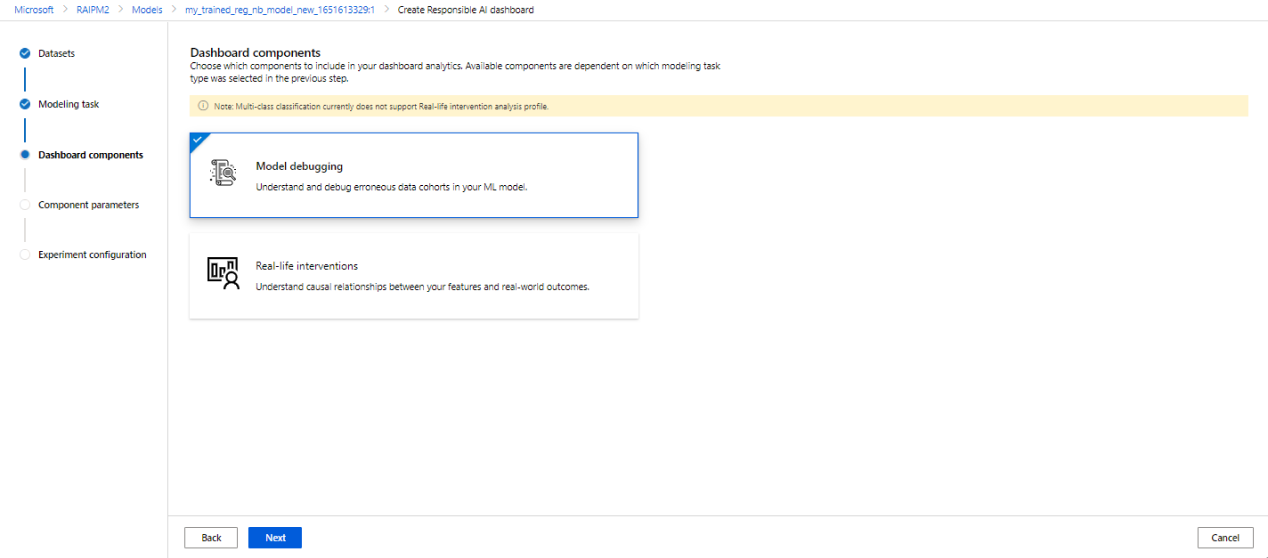 Microsoft > RAIPM2 > Models > my_trained_reg_nb_model_new_1651613329:1 > Create Responsible AI dashboard
Datasets
Modeling task
Dashboard components
Component parameters
Experiment configuration
Dashboard components
Choose which components to include in your dashboard analytics. Available components are dependent on which modeling task
type was selected in the previous step.
Note: Multi-class classification currently does not support Real-life intervention analysis profile.
Model debugging
Understand and debug erroneous data cohorts in your ML model.
Real-life interventions
Understand causal relationships between your features and real-world outcomes.
Back
Next
Cancel